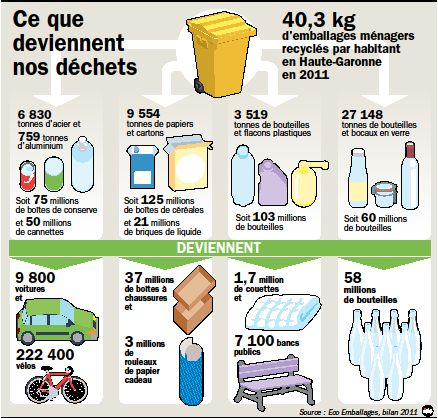 Ce que
deviennent
nos déchets
40,3 kg
d'emballages ménagers
recyclés par habitant
en Haute-Garonne
en 2011
6 830
tonnes d'acier et
759 tonnes
d'aluminium
Soit 75 millions
de boîtes de conserve
et 50 millions
de cannettes
9 554
tonnes de papiers
et cartons
Soit 125 millions
de boîtes de céréales
et 21 millions
de briques de liquide
3 519
tonnes de bouteilles
et flacons plastiques
Soit 103 millions
de bouteilles
27 148
tonnes de bouteilles
et bocaux en verre
Soit 60 millions
de bouteilles
DEVIENNENT
9 800
voitures
et
222 400
vélos
37 millions
de boîtes à
chaussures
et
3 millions
de
rouleaux
de papier
cadeau
1,7 million
de couettes
et
7 100 bancs
publics
58
millions
de bouteilles
Source : Eco Emballages, bilan 2011